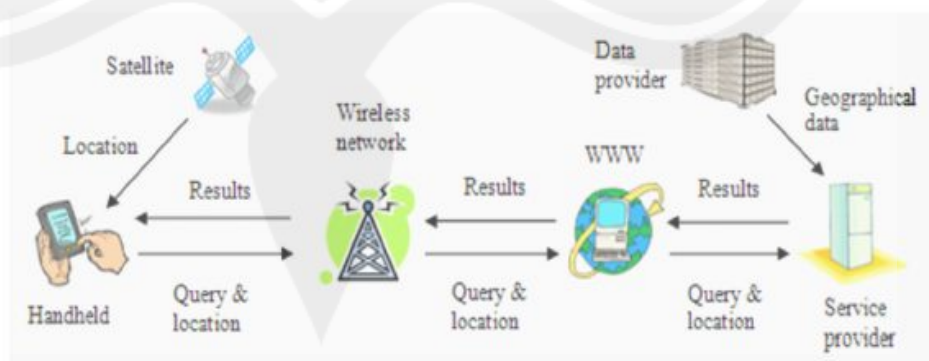 Satellite
Data
provider
Geographical
data
Wireless
network
Location
WWW
Results
Results
Results
Handheld
Query &
location
Query &
location
Query &
location
Service
provider